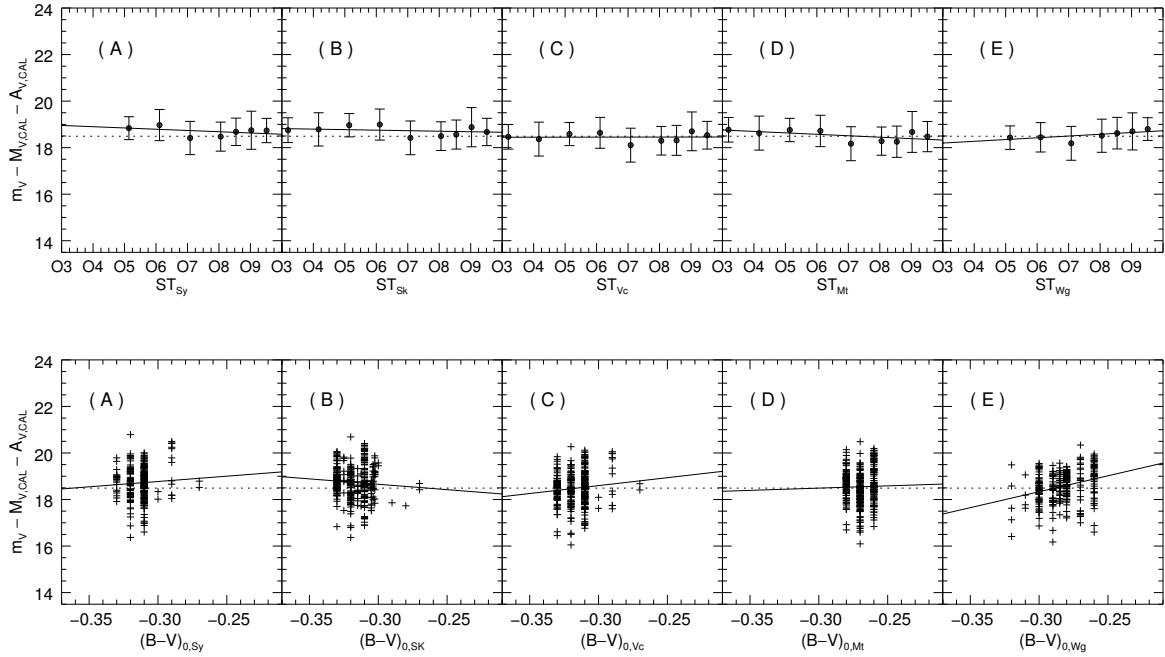 24
22
20
18
16
14
m_V − M_V,CAL − A_V,CAL
( A )
( B )
( C )
( D )
( E )
O3 O4 O5 O6 O7 O8 O9 O3 O4 O5 O6 O7 O8 O9 O3 O4 O5 O6 O7 O8 O9 O3 O4 O5 O6 O7 O8 O9 O3 O4 O5 O6 O7 O8 O9
ST_Sy
ST_Sk
ST_Vc
ST_Mt
ST_Wg
24
22
20
18
16
14
m_V − M_V,CAL − A_V,CAL
( A )
( B )
( C )
( D )
( E )
−0.35 −0.30 −0.25 −0.35 −0.30 −0.25 −0.35 −0.30 −0.25 −0.35 −0.30 −0.25 −0.35 −0.30 −0.25
(B−V)_0,Sy
(B−V)_0,SK
(B−V)_0,Vc
(B−V)_0,Mt
(B−V)_0,Wg